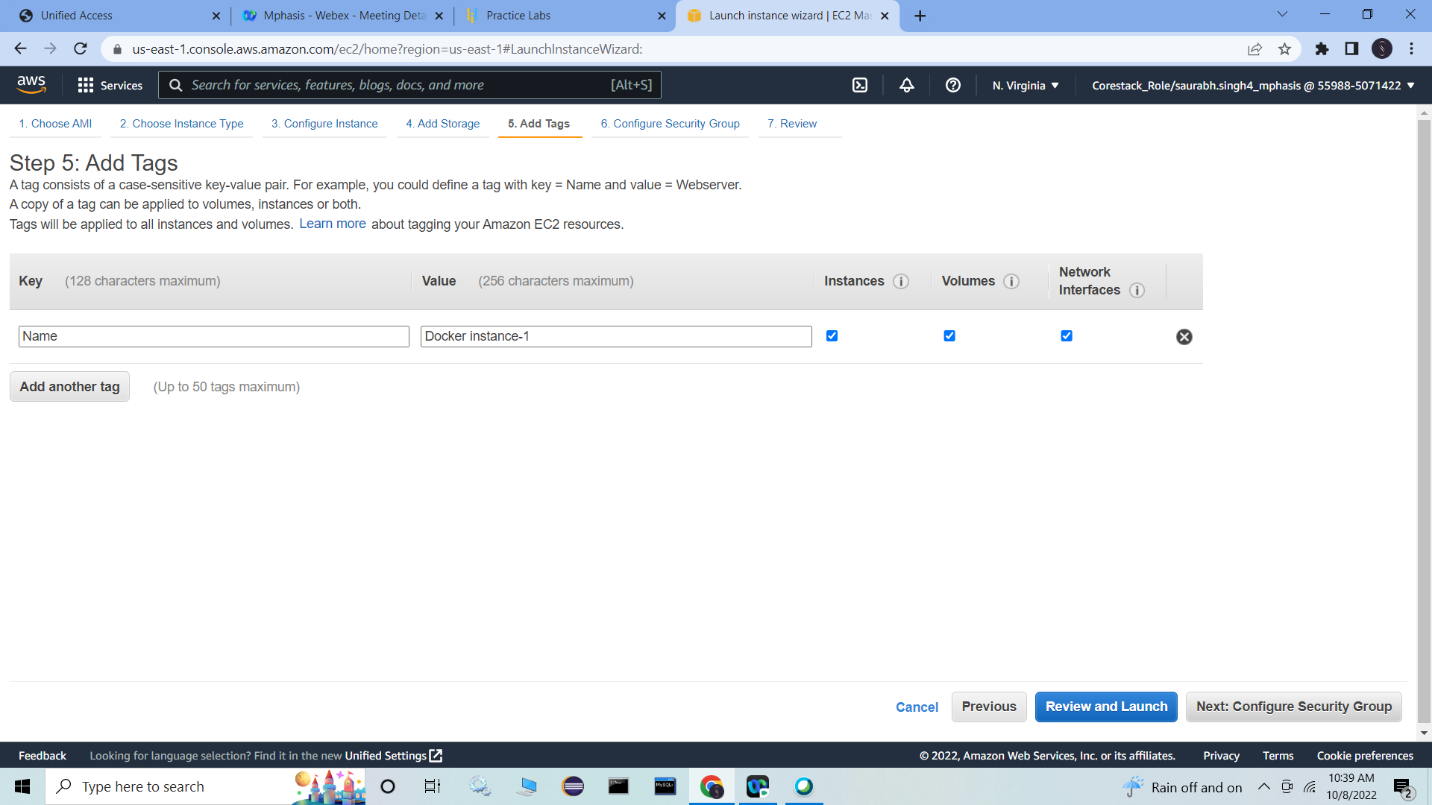 Unified Access
Mphasis - Webex - Meeting Deta
Practice Labs
Launch instance wizard | EC2 Ma
us-east-1.console.aws.amazon.com/ec2/home?region=us-east-1#LaunchInstanceWizard:
aws
Services
Search for services, features, blogs, docs, and more
[Alt+S]
N. Virginia
Corestack_Role/saurabh.singh4_mphasis @ 55988-5071422
1. Choose AMI
2. Choose Instance Type
3. Configure Instance
4. Add Storage
5. Add Tags
6. Configure Security Group
7. Review
Step 5: Add Tags
A tag consists of a case-sensitive key-value pair. For example, you could define a tag with key = Name and value = Webserver.
A copy of a tag can be applied to volumes, instances or both.
Tags will be applied to all instances and volumes. Learn more about tagging your Amazon EC2 resources.
Key (128 characters maximum)
Value (256 characters maximum)
Instances
Volumes
Network
Interfaces
Name
Docker instance-1
Add another tag
(Up to 50 tags maximum)
Cancel
Previous
Review and Launch
Next: Configure Security Group
Feedback
Looking for language selection? Find it in the new Unified Settings
© 2022, Amazon Web Services, Inc. or its affiliates.
Privacy
Terms
Cookie preferences
Type here to search
Rain off and on
10:39 AM
10/8/2022
2